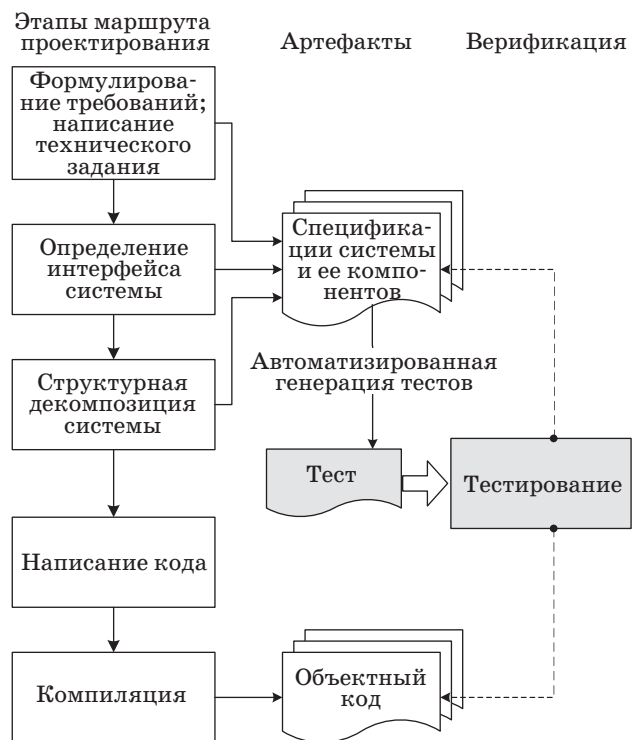 Этапы маршрута
проектирования
Артефакты
Верификация
Формулирова-
ние требований;
написание
технического
задания
Определение
интерфейса
системы
Специфика-
ции системы
и ее компо-
нентов
Структурная
декомпозиция
системы
Автоматизированная
генерация тестов
Тест
Тестирование
Написание кода
Компиляция
Объектный
код